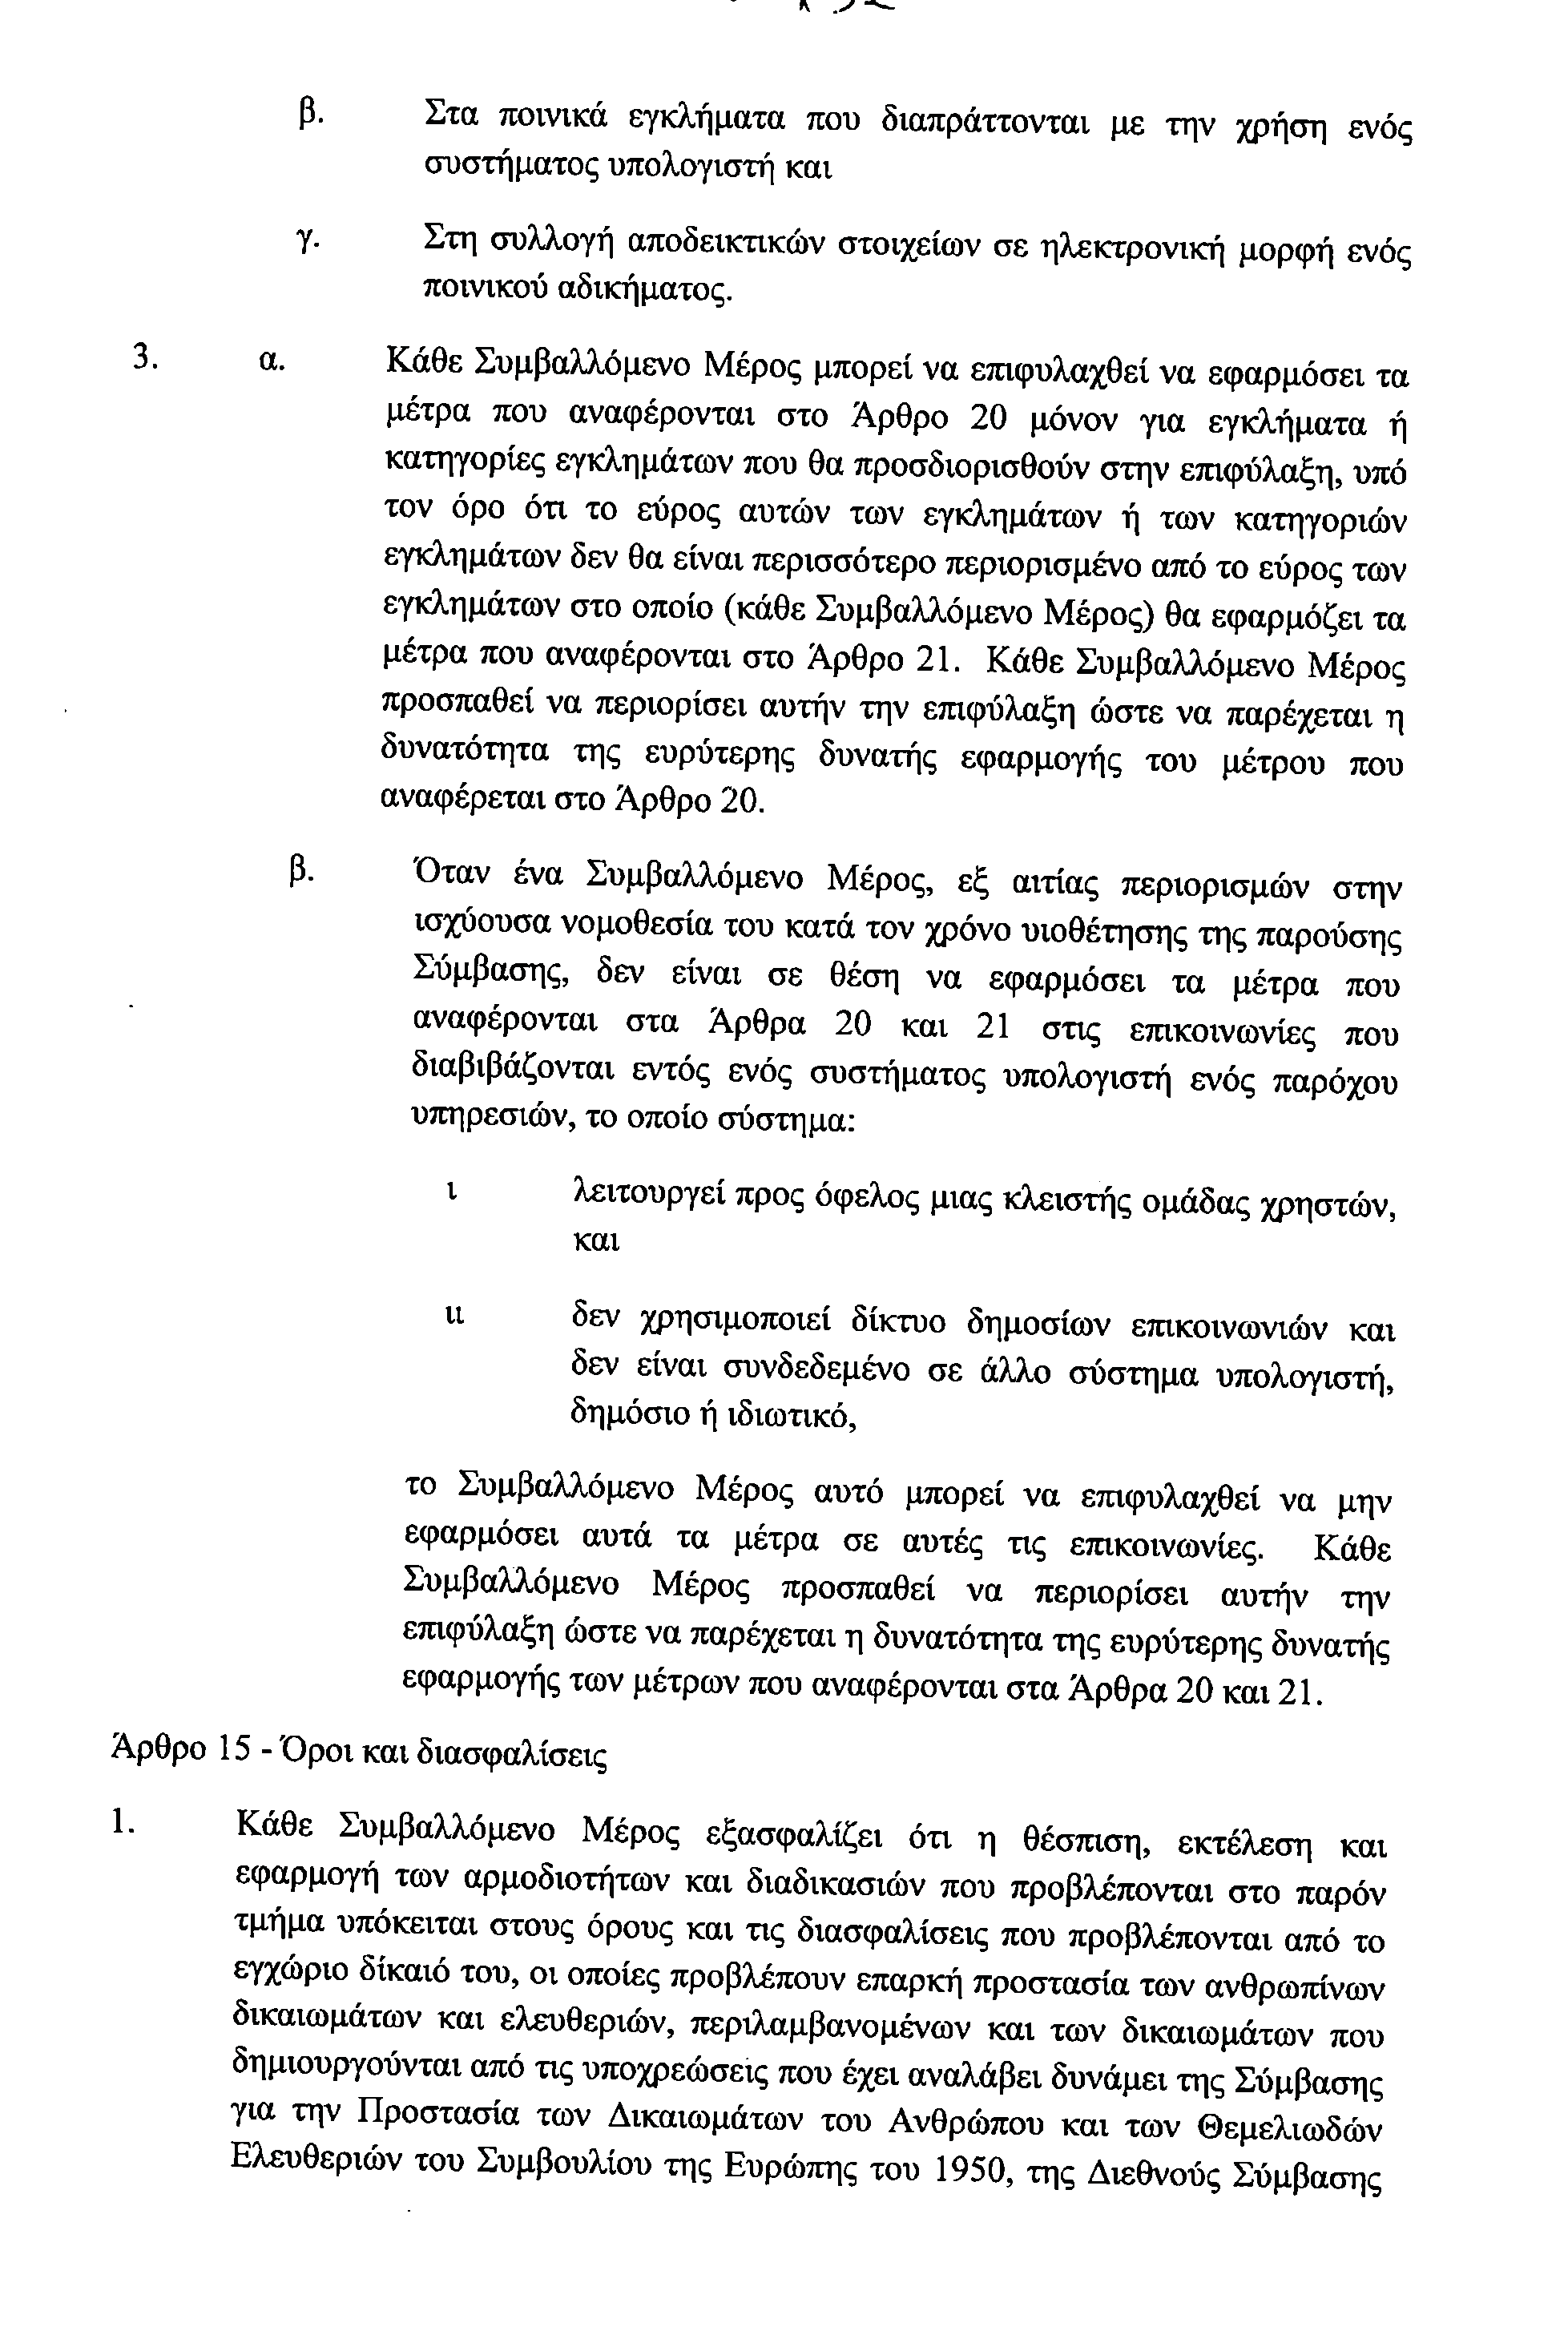 β. Στα ποινικά εγκλήματα που διαπράττονται με την χρήση ενός
συστήματος υπολογιστή και
γ. Στη συλλογή αποδεικτικών στοιχείων σε ηλεκτρονική μορφή ενός
ποινικού αδικήματος.
3. α. Κάθε Συμβαλλόμενο Μέρος μπορεί να επιφυλαχθεί να εφαρμόσει τα
μέτρα που αναφέρονται στο Άρθρο 20 μόνον για εγκλήματα ή
κατηγορίες εγκλημάτων που θα προσδιορισθούν στην επιφύλαξη, υπό
τον όρο ότι το εύρος αυτών των εγκλημάτων ή των κατηγοριών
εγκλημάτων δεν θα είναι περισσότερο περιορισμένο από το εύρος των
εγκλημάτων στο οποίο (κάθε Συμβαλλόμενο Μέρος) θα εφαρμόζει τα
μέτρα που αναφέρονται στο Άρθρο 21. Κάθε Συμβαλλόμενο Μέρος
προσπαθεί να περιορίσει αυτήν την επιφύλαξη ώστε να παρέχεται η
δυνατότητα της ευρύτερης δυνατής εφαρμογής του μέτρου που
αναφέρεται στο Άρθρο 20.
β. Όταν ένα Συμβαλλόμενο Μέρος, εξ αιτίας περιορισμών στην
ισχύουσα νομοθεσία του κατά τον χρόνο υιοθέτησης της παρούσης
Σύμβασης, δεν είναι σε θέση να εφαρμόσει τα μέτρα που
αναφέρονται στα Άρθρα 20 και 21 στις επικοινωνίες που
διαβιβάζονται εντός ενός συστήματος υπολογιστή ενός παρόχου
υπηρεσιών, το οποίο σύστημα:
ι λειτουργεί προς όφελος μιας κλειστής ομάδας χρηστών,
και
ιι δεν χρησιμοποιεί δίκτυο δημοσίων επικοινωνιών και
δεν είναι συνδεδεμένο σε άλλο σύστημα υπολογιστή,
δημόσιο ή ιδιωτικό,
το Συμβαλλόμενο Μέρος αυτό μπορεί να επιφυλαχθεί να μην
εφαρμόσει αυτά τα μέτρα σε αυτές τις επικοινωνίες. Κάθε
Συμβαλλόμενο Μέρος προσπαθεί να περιορίσει αυτήν την
επιφύλαξη ώστε να παρέχεται η δυνατότητα της ευρύτερης δυνατής
εφαρμογής των μέτρων που αναφέρονται στα Άρθρα 20 και 21.
Άρθρο 15 - Όροι και διασφαλίσεις
1. Κάθε Συμβαλλόμενο Μέρος εξασφαλίζει ότι η θέσπιση, εκτέλεση και
εφαρμογή των αρμοδιοτήτων και διαδικασιών που προβλέπονται στο παρόν
τμήμα υπόκειται στους όρους και τις διασφαλίσεις που προβλέπονται από το
εγχώριο δίκαιό του, οι οποίες προβλέπουν επαρκή προστασία των ανθρωπίνων
δικαιωμάτων και ελευθεριών, περιλαμβανομένων και των δικαιωμάτων που
δημιουργούνται από τις υποχρεώσεις που έχει αναλάβει δυνάμει της Σύμβασης
για την Προστασία των Δικαιωμάτων του Ανθρώπου και των Θεμελιωδών
Ελευθεριών του Συμβουλίου της Ευρώπης του 1950, της Διεθνούς Σύμβασης